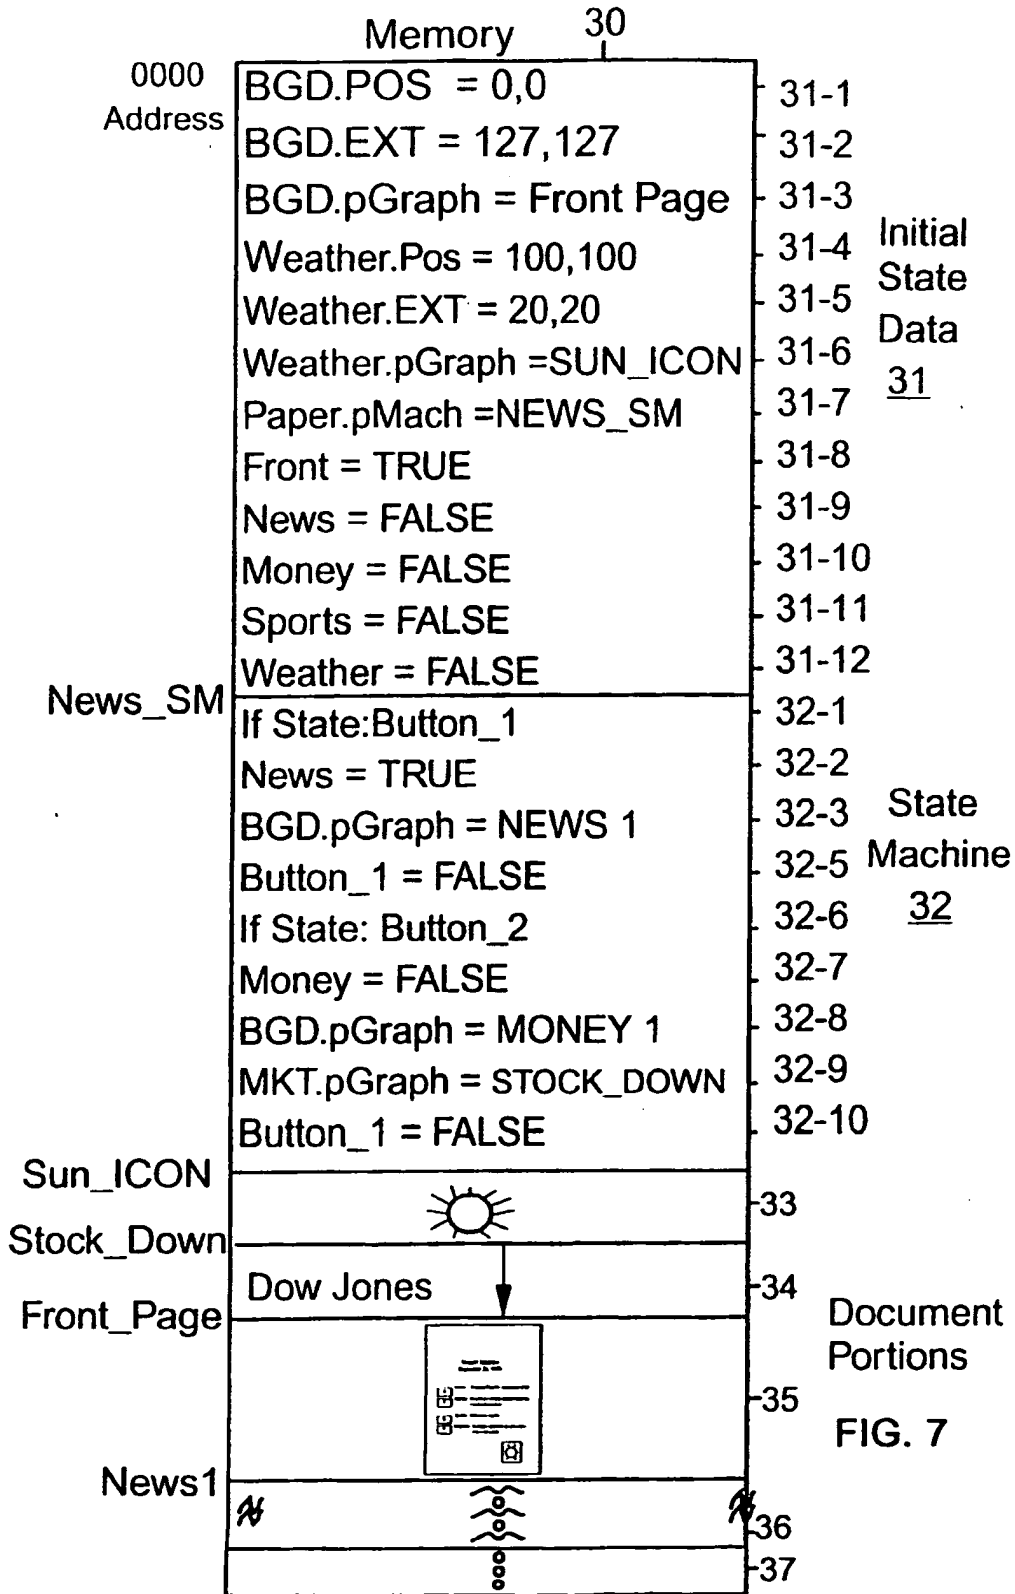 Memory 30
0000
Address
BGD.POS = 0,0 31-1
BGD.EXT = 127,127 31-2
BGD.pGraph = Front Page 31-3
Weather.Pos = 100,100 31-4
Weather.EXT = 20,20 31-5
Weather.pGraph =SUN_ICON 31-6
Paper.pMach =NEWS_SM 31-7
Front = TRUE 31-8
News = FALSE 31-9
Money = FALSE 31-10
Sports = FALSE 31-11
Weather = FALSE 31-12
Initial
State
Data
31
News_SM
If State:Button_1 32-1
News = TRUE 32-2
BGD.pGraph = NEWS 1 32-3
Button_1 = FALSE 32-5
If State: Button_2 32-6
Money = FALSE 32-7
BGD.pGraph = MONEY 1 32-8
MKT.pGraph = STOCK_DOWN 32-9
Button_1 = FALSE 32-10
State
Machine
32
Sun_ICON
33
Stock_Down
Dow Jones 34
Front_Page
35
Document
Portions
FIG. 7
News1
36
37